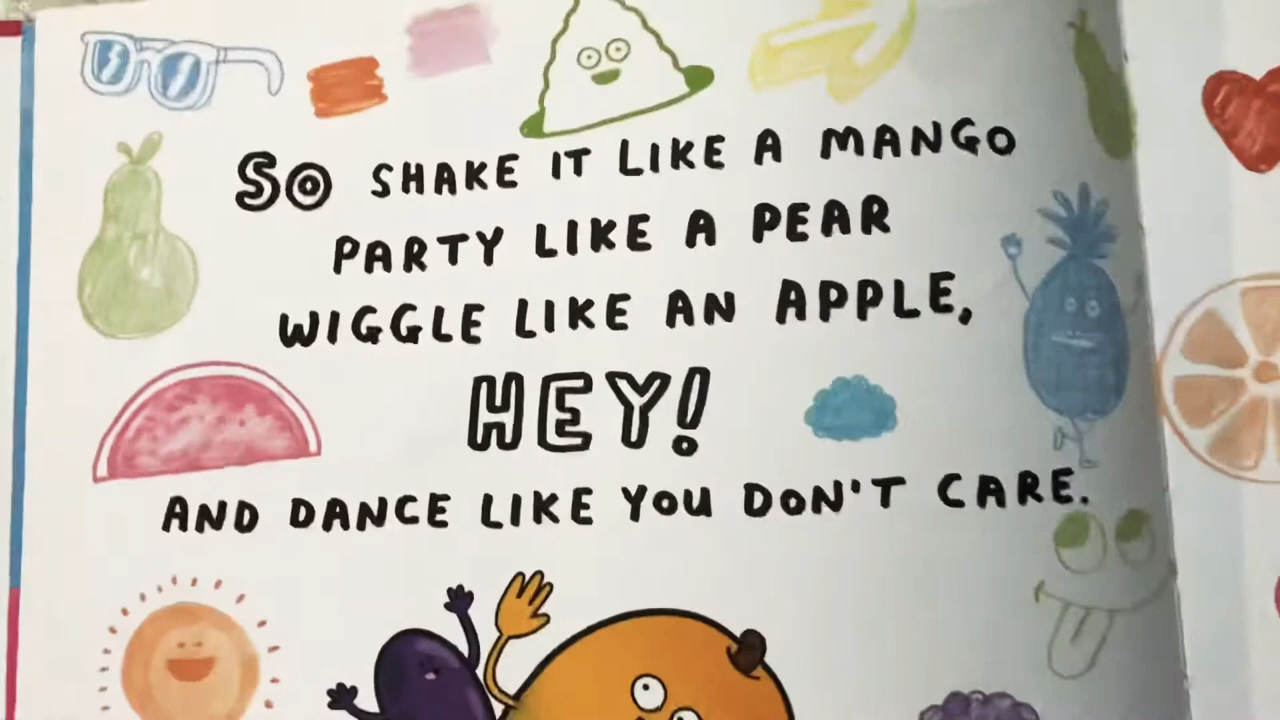 SO SHAKE IT LIKE A MANGO
PARTY LIKE A PEAR
WIGGLE LIKE AN APPLE,
HEY!
AND DANCE LIKE YOU DON'T CARE.